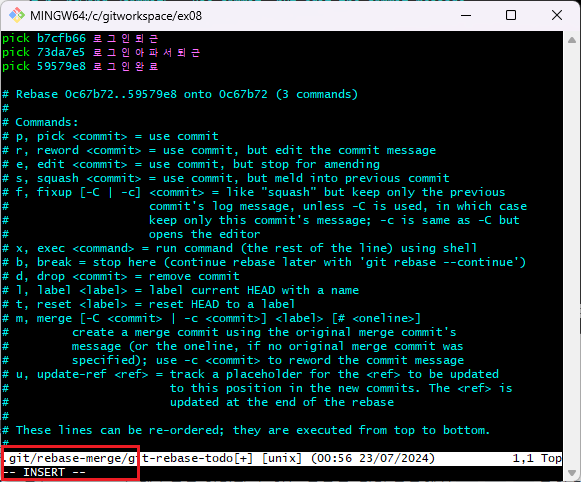 MINGW64:/c/gitworkspace/ex08
pick b7cfb66 로그인퇴근
pick 73da7e5 로그인아파서퇴근
pick 59579e8 로그인완료

# Rebase 0c67b72..59579e8 onto 0c67b72 (3 commands)
#
# Commands:
# p, pick <commit> = use commit
# r, reword <commit> = use commit, but edit the commit message
# e, edit <commit> = use commit, but stop for amending
# s, squash <commit> = use commit, but meld into previous commit
# f, fixup [-C | -c] <commit> = like "squash" but keep only the previous
#                    commit's log message, unless -C is used, in which case
#                    keep only this commit's message; -c is same as -C but
#                    opens the editor
# x, exec <command> = run command (the rest of the line) using shell
# b, break = stop here (continue rebase later with 'git rebase --continue')
# d, drop <commit> = remove commit
# l, label <label> = label current HEAD with a name
# t, reset <label> = reset HEAD to a label
# m, merge [-C <commit> | -c <commit>] <label> [# <oneline>]
#         create a merge commit using the original merge commit's
#         message (or the oneline, if no original merge commit was
#         specified); use -c <commit> to reword the commit message
# u, update-ref <ref> = track a placeholder for the <ref> to be updated
#                       to this position in the new commits. The <ref> is
#                       updated at the end of the rebase
#
# These lines can be re-ordered; they are executed from top to bottom.
#
.git/rebase-merge/git-rebase-todo[+] [unix] (00:56 23/07/2024) 1,1 Top
-- INSERT --